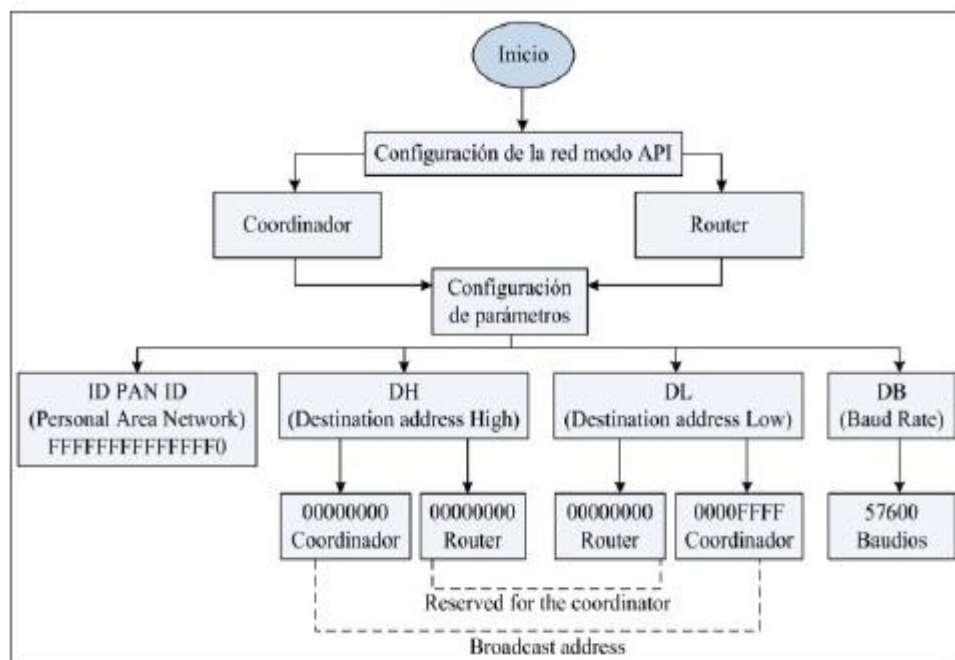 Inicio
Configuración de la red modo API
Coordinador
Router
Configuración
de parámetros
ID PAN ID
(Personal Area Network)
FFFFFFFFFFFFFFF0
DH
(Destination address High)
DL
(Destination address Low)
DB
(Baud Rate)
00000000
Coordinador
00000000
Router
00000000
Router
0000FFFF
Coordinador
57600
Baudios
Reserved for the coordinator
Broadcast address